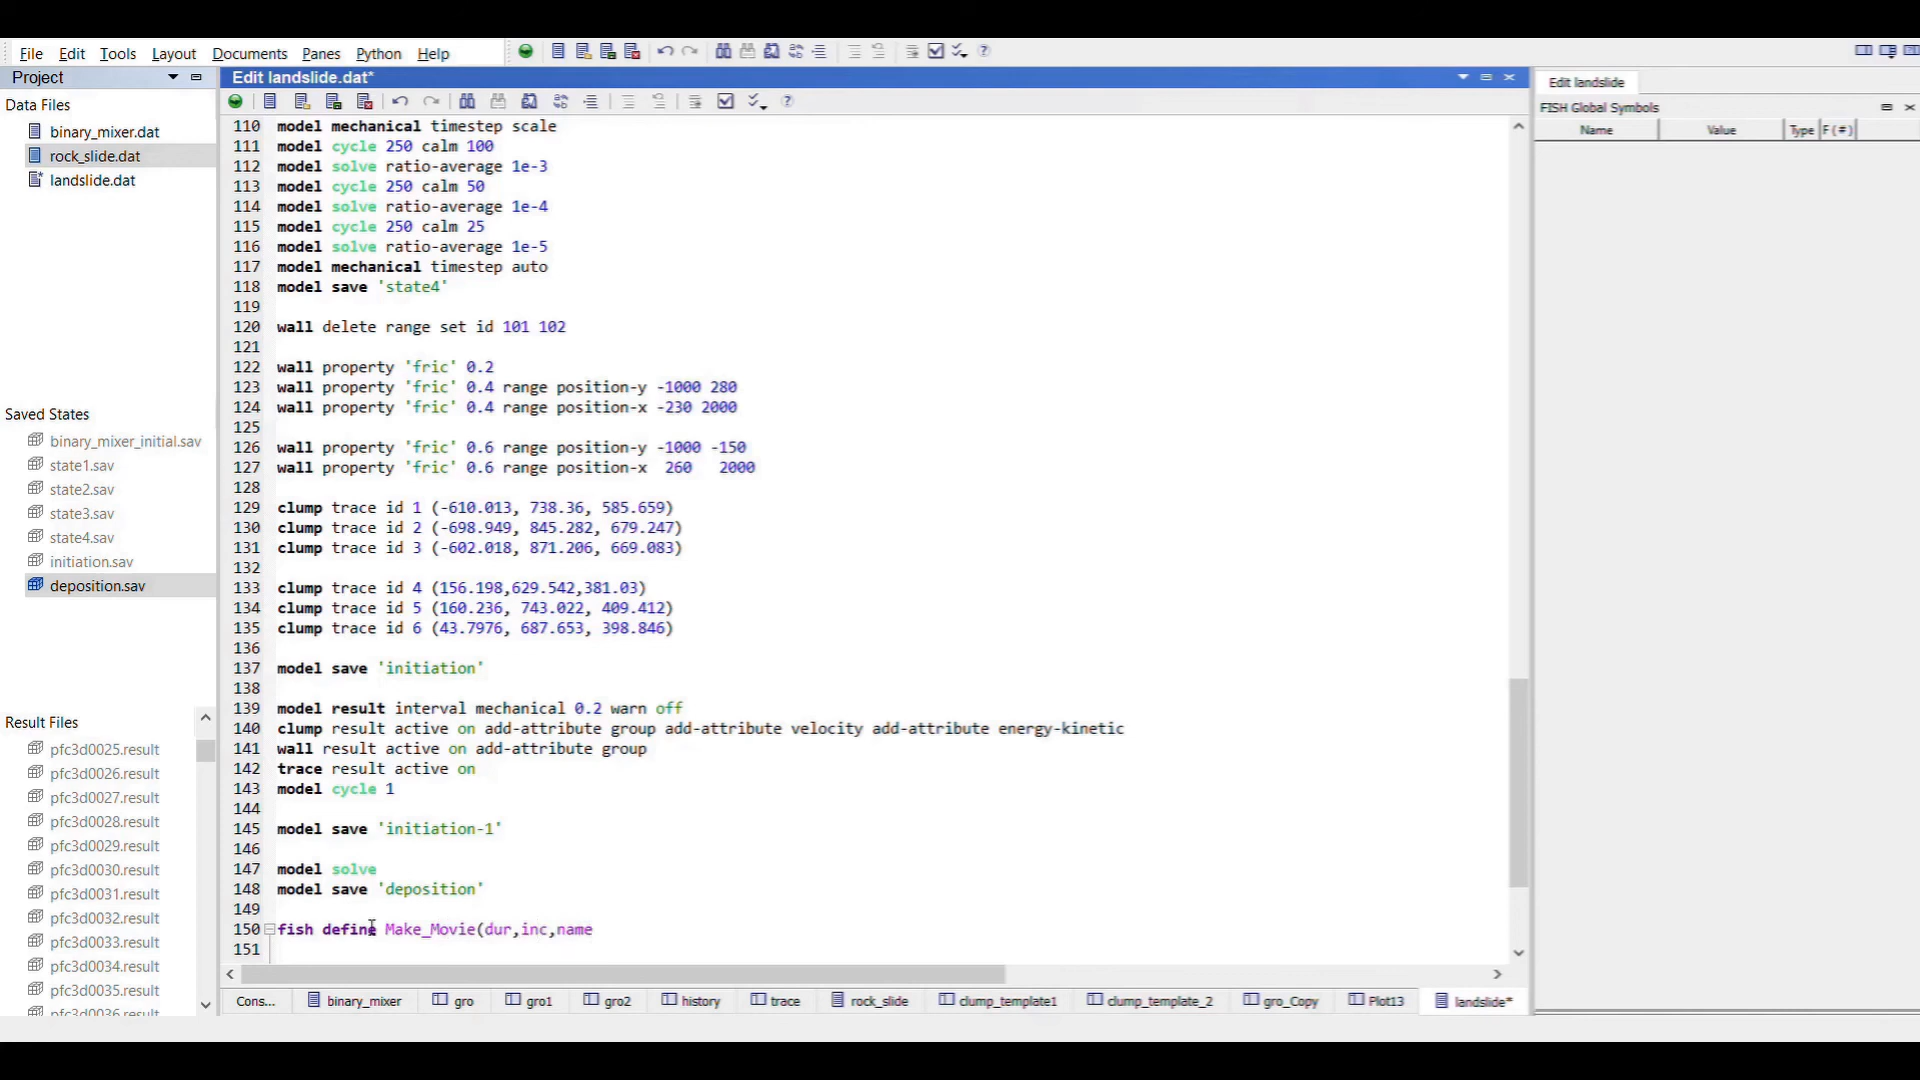 File Edit Tools Layout Documents Panes Python Help
Project
Edit landslide.dat*
Edit landslide
Data Files
binary_mixer.dat
rock_slide.dat
landslide.dat
Saved States
binary_mixer_initial.sav
state1.sav
state2.sav
state3.sav
state4.sav
initiation.sav
deposition.sav
Result Files
pfc3d0025.result
pfc3d0026.result
pfc3d0027.result
pfc3d0028.result
pfc3d0029.result
pfc3d0030.result
pfc3d0031.result
pfc3d0032.result
pfc3d0033.result
pfc3d0034.result
pfc3d0035.result
pfc3d0036.result
110 model mechanical timestep scale
111 model cycle 250 calm 100
112 model solve ratio-average 1e-3
113 model cycle 250 calm 50
114 model solve ratio-average 1e-4
115 model cycle 250 calm 25
116 model solve ratio-average 1e-5
117 model mechanical timestep auto
118 model save 'state4'
119
120 wall delete range set id 101 102
121
122 wall property 'fric' 0.2
123 wall property 'fric' 0.4 range position-y -1000 280
124 wall property 'fric' 0.4 range position-x -230 2000
125
126 wall property 'fric' 0.6 range position-y -1000 -150
127 wall property 'fric' 0.6 range position-x 260 2000
128
129 clump trace id 1 (-610.013, 738.36, 585.659)
130 clump trace id 2 (-698.949, 845.282, 679.247)
131 clump trace id 3 (-602.018, 871.206, 669.083)
132
133 clump trace id 4 (156.198,629.542,381.03)
134 clump trace id 5 (160.236, 743.022, 409.412)
135 clump trace id 6 (43.7976, 687.653, 398.846)
136
137 model save 'initiation'
138
139 model result interval mechanical 0.2 warn off
140 clump result active on add-attribute group add-attribute velocity add-attribute energy-kinetic
141 wall result active on add-attribute group
142 trace result active on
143 model cycle 1
144
145 model save 'initiation-1'
146
147 model solve
148 model save 'deposition'
149
150 fish define Make_Movie(dur,inc,name
151
Cons... binary_mixer gro gro1 gro2 history trace rock_slide clump_template1 clump_template_2 gro_Copy Plot13 landslide*
FISH Global Symbols
Name Value Type F(#)